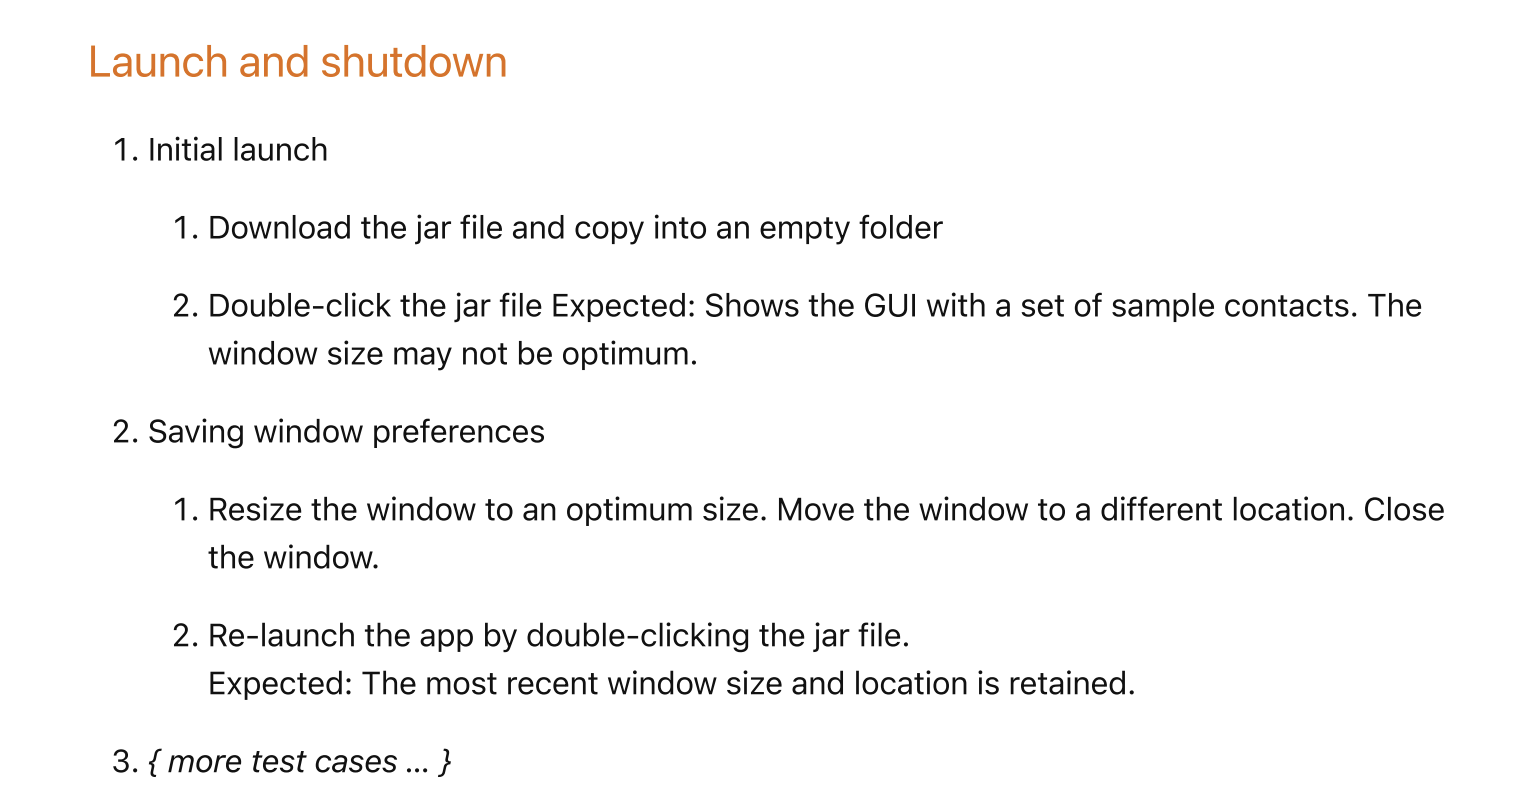 Launch and shutdown
1. Initial launch
1. Download the jar file and copy into an empty folder
2. Double-click the jar file Expected: Shows the GUI with a set of sample contacts. The
window size may not be optimum.
2. Saving window preferences
1. Resize the window to an optimum size. Move the window to a different location. Close
the window.
2. Re-launch the app by double-clicking the jar file.
Expected: The most recent window size and location is retained.
3. { more test cases … }